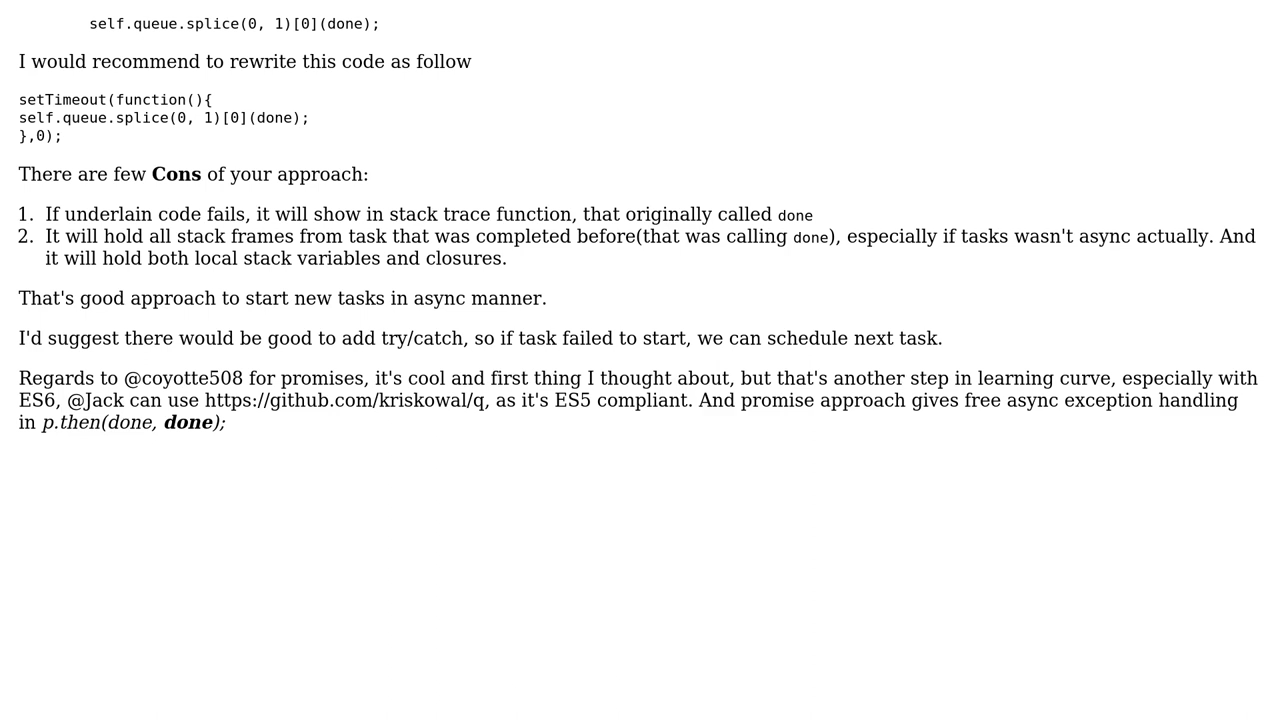 self.queue.splice(0, 1)[0](done);
I would recommend to rewrite this code as follow
setTimeout(function(){
self.queue.splice(0, 1)[0](done);
},0);
There are few Cons of your approach:
1. If underlain code fails, it will show in stack trace function, that originally called done
2. It will hold all stack frames from task that was completed before(that was calling done), especially if tasks wasn't async actually. And
it will hold both local stack variables and closures.
That's good approach to start new tasks in async manner.
I'd suggest there would be good to add try/catch, so if task failed to start, we can schedule next task.
Regards to @coyotte508 for promises, it's cool and first thing I thought about, but that's another step in learning curve, especially with
ES6, @Jack can use https://github.com/kriskowal/q, as it's ES5 compliant. And promise approach gives free async exception handling
in p.then(done, done);